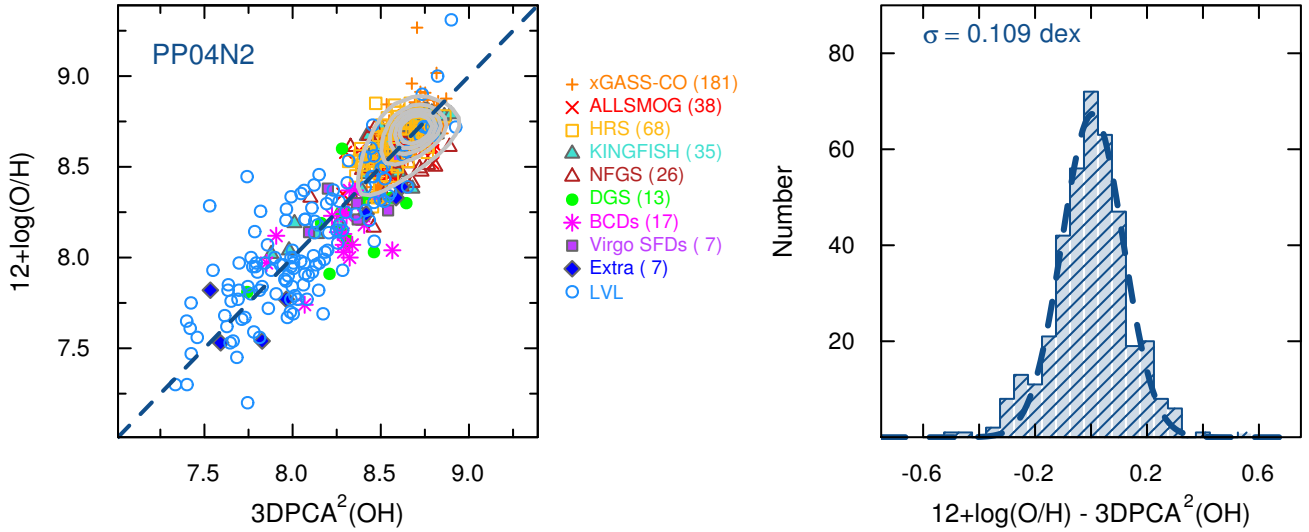 PP04N2
9.0
8.5
8.0
7.5
12+log(O/H)
7.5 8.0 8.5 9.0
3DPCA²(OH)
xGASS-CO (181)
ALLSMOG (38)
HRS (68)
KINGFISH (35)
NFGS (26)
DGS (13)
BCDs (17)
Virgo SFDs ( 7)
Extra ( 7)
LVL
σ = 0.109 dex
80
60
40
20
Number
-0.6 -0.2 0.2 0.6
12+log(O/H) - 3DPCA²(OH)